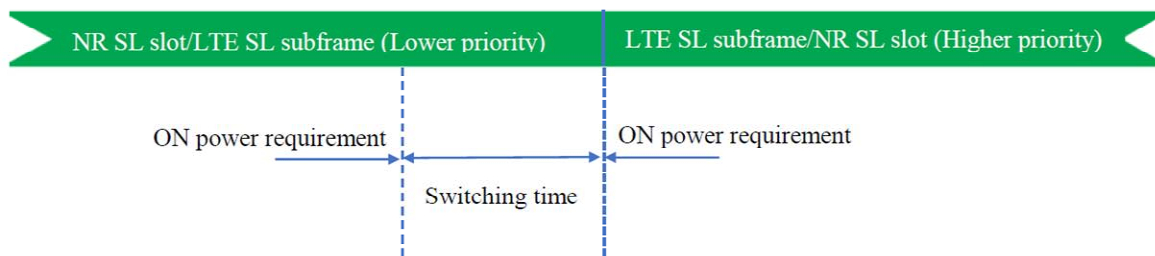 NR SL slot/LTE SL subframe (Lower priority)
LTE SL subframe/NR SL slot (Higher priority)
ON power requirement
ON power requirement
Switching time